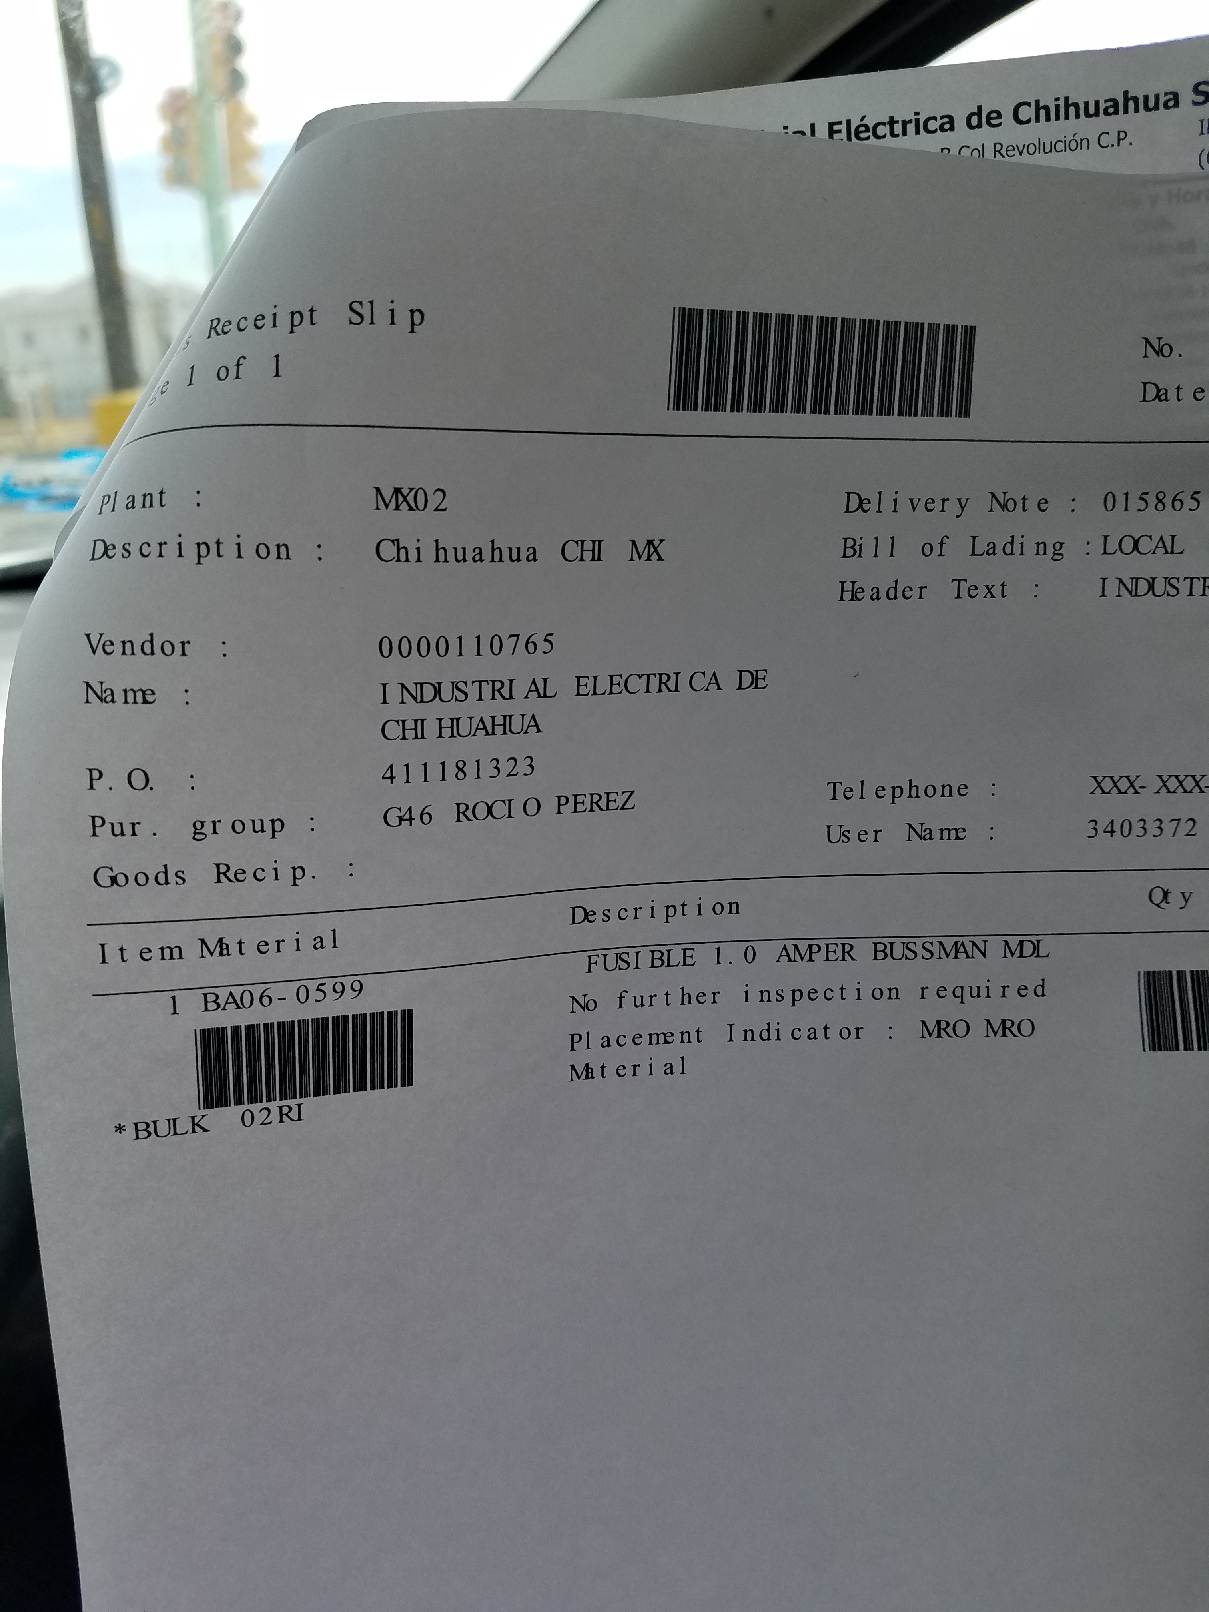 Eléctrica de Chihuahua S
Col Revolución C.P.
Receipt Slip
1 of 1
No.
Date
Plant : MX02
Delivery Note : 015865
Description : Chihuahua CHI MX
Bill of Lading : LOCAL
Header Text : INDUSTR
Vendor : 0000110765
Name : INDUSTRIAL ELECTRICA DE
CHIHUAHUA
P.O. : 411181323
Telephone : XXX-XXX-
Pur. group : G46 ROCIO PEREZ
User Name : 3403372
Goods Recip. :
Item Material Description Qty
1 BA06-0599 FUSIBLE 1.0 AMPER BUSSMAN MDL
No further inspection required
Placement Indicator : MRO MRO
Material
*BULK 02RI